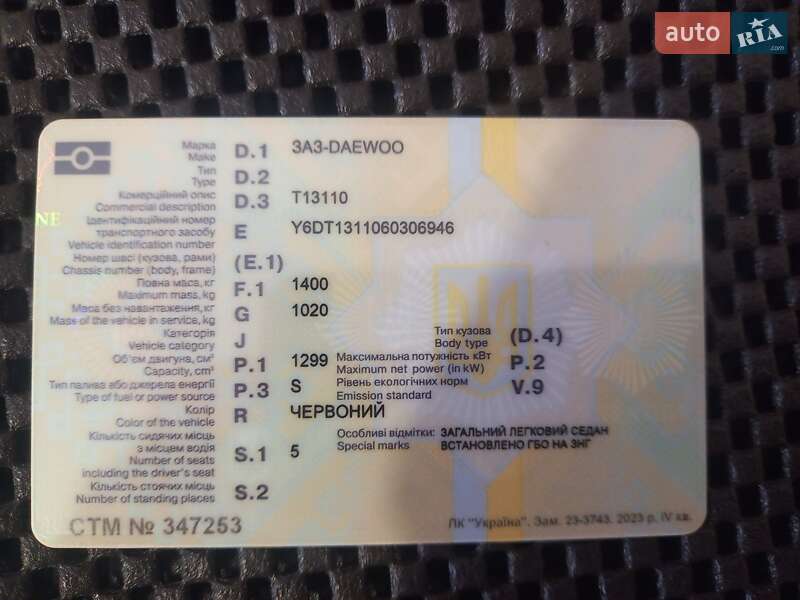 auto RIA .com
Марка D.1 ЗАЗ-DAEWOO
Make
Тип D.2
Type
Комерційний опис D.3 T13110
Commercial description
Ідентифікаційний номер
транспортного засобу E Y6DT1311060306946
Vehicle identification number
Номер шасі (кузова, рами) (E.1)
Chassis number (body, frame)
Повна маса, кг F.1 1400
Maximum mass, kg
Маса без навантаження, кг G 1020
Mass of the vehicle in service, kg
Категорія J Тип кузова (D.4)
Vehicle category Body type
Об'єм двигуна, см³ P.1 1299 Максимальна потужність кВт P.2
Capacity, cm³ Maximum net power (in kW)
Тип палива або джерела енергії P.3 S Рівень екологічних норм V.9
Type of fuel or power source Emission standard
Колір R ЧЕРВОНИЙ
Color of the vehicle
Кількість сидячих місць Особливі відмітки: ЗАГАЛЬНИЙ ЛЕГКОВИЙ СЕДАН
з місцем водія S.1 5 Special marks ВСТАНОВЛЕНО ГБО НА ЗНГ
Number of seats
including the driver's seat
Кількість стоячих місць S.2
Number of standing places
СТМ № 347253
ПК "Україна". Зам. 23-3743. 2023 р. IV кв.